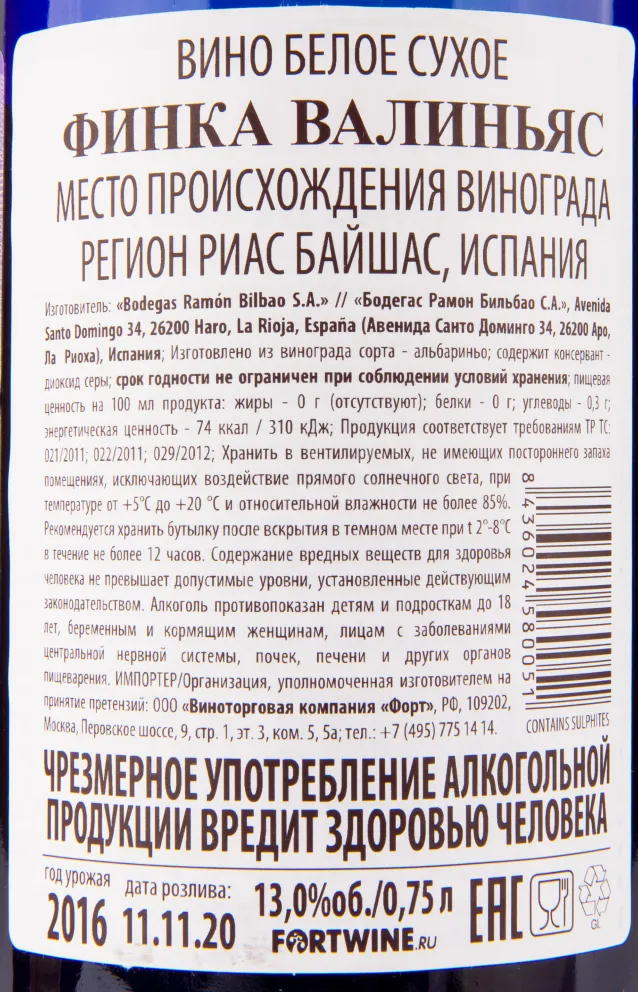 ВИНО БЕЛОЕ СУХОЕ
ФИНКА ВАЛИНЬЯС
МЕСТО ПРОИСХОЖДЕНИЯ ВИНОГРАДА
РЕГИОН РИАС БАЙШАС, ИСПАНИЯ
Изготовитель: «Bodegas Ramón Bilbao S.A.» // «Бодегас Рамон Бильбао С.А.», Avenida
Santo Domingo 34, 26200 Haro, La Rioja, España (Авенида Санто Доминго 34, 26200 Аро,
Ла Риоха), Испания; Изготовлено из винограда сорта - альбариньо; содержит консервант -
диоксид серы; срок годности не ограничен при соблюдении условий хранения; пищевая
ценность на 100 мл продукта: жиры - 0 г (отсутствуют); белки - 0 г; углеводы - 0,3 г;
энергетическая ценность - 74 ккал / 310 кДж; Продукция соответствует требованиям ТР ТС:
021/2011; 022/2011; 029/2012; Хранить в вентилируемых, не имеющих постороннего запаха
помещениях, исключающих воздействие прямого солнечного света, при
температуре от +5°С до +20 °С и относительной влажности не более 85%.
Рекомендуется хранить бутылку после вскрытия в темном месте при t 2°-8°С
в течение не более 12 часов. Содержание вредных веществ для здоровья
человека не превышает допустимые уровни, установленные действующим
законодательством. Алкоголь противопоказан детям и подросткам до 18
лет, беременным и кормящим женщинам, лицам с заболеваниями
центральной нервной системы, почек, печени и других органов
пищеварения. ИМПОРТЕР/Организация, уполномоченная изготовителем на
принятие претензий: ООО «Виноторговая компания «Форт», РФ, 109202,
Москва, Перовское шоссе, 9, стр. 1, эт. 3, ком. 5, 5а; тел.: +7 (495) 775 14 14.
8 436024 580051
CONTAINS SULPHITES
ЧРЕЗМЕРНОЕ УПОТРЕБЛЕНИЕ АЛКОГОЛЬНОЙ
ПРОДУКЦИИ ВРЕДИТ ЗДОРОВЬЮ ЧЕЛОВЕКА
год урожая
2016
дата розлива:
11.11.20
13,0%об./0,75 л
FORTWINE.RU
EAC
GL